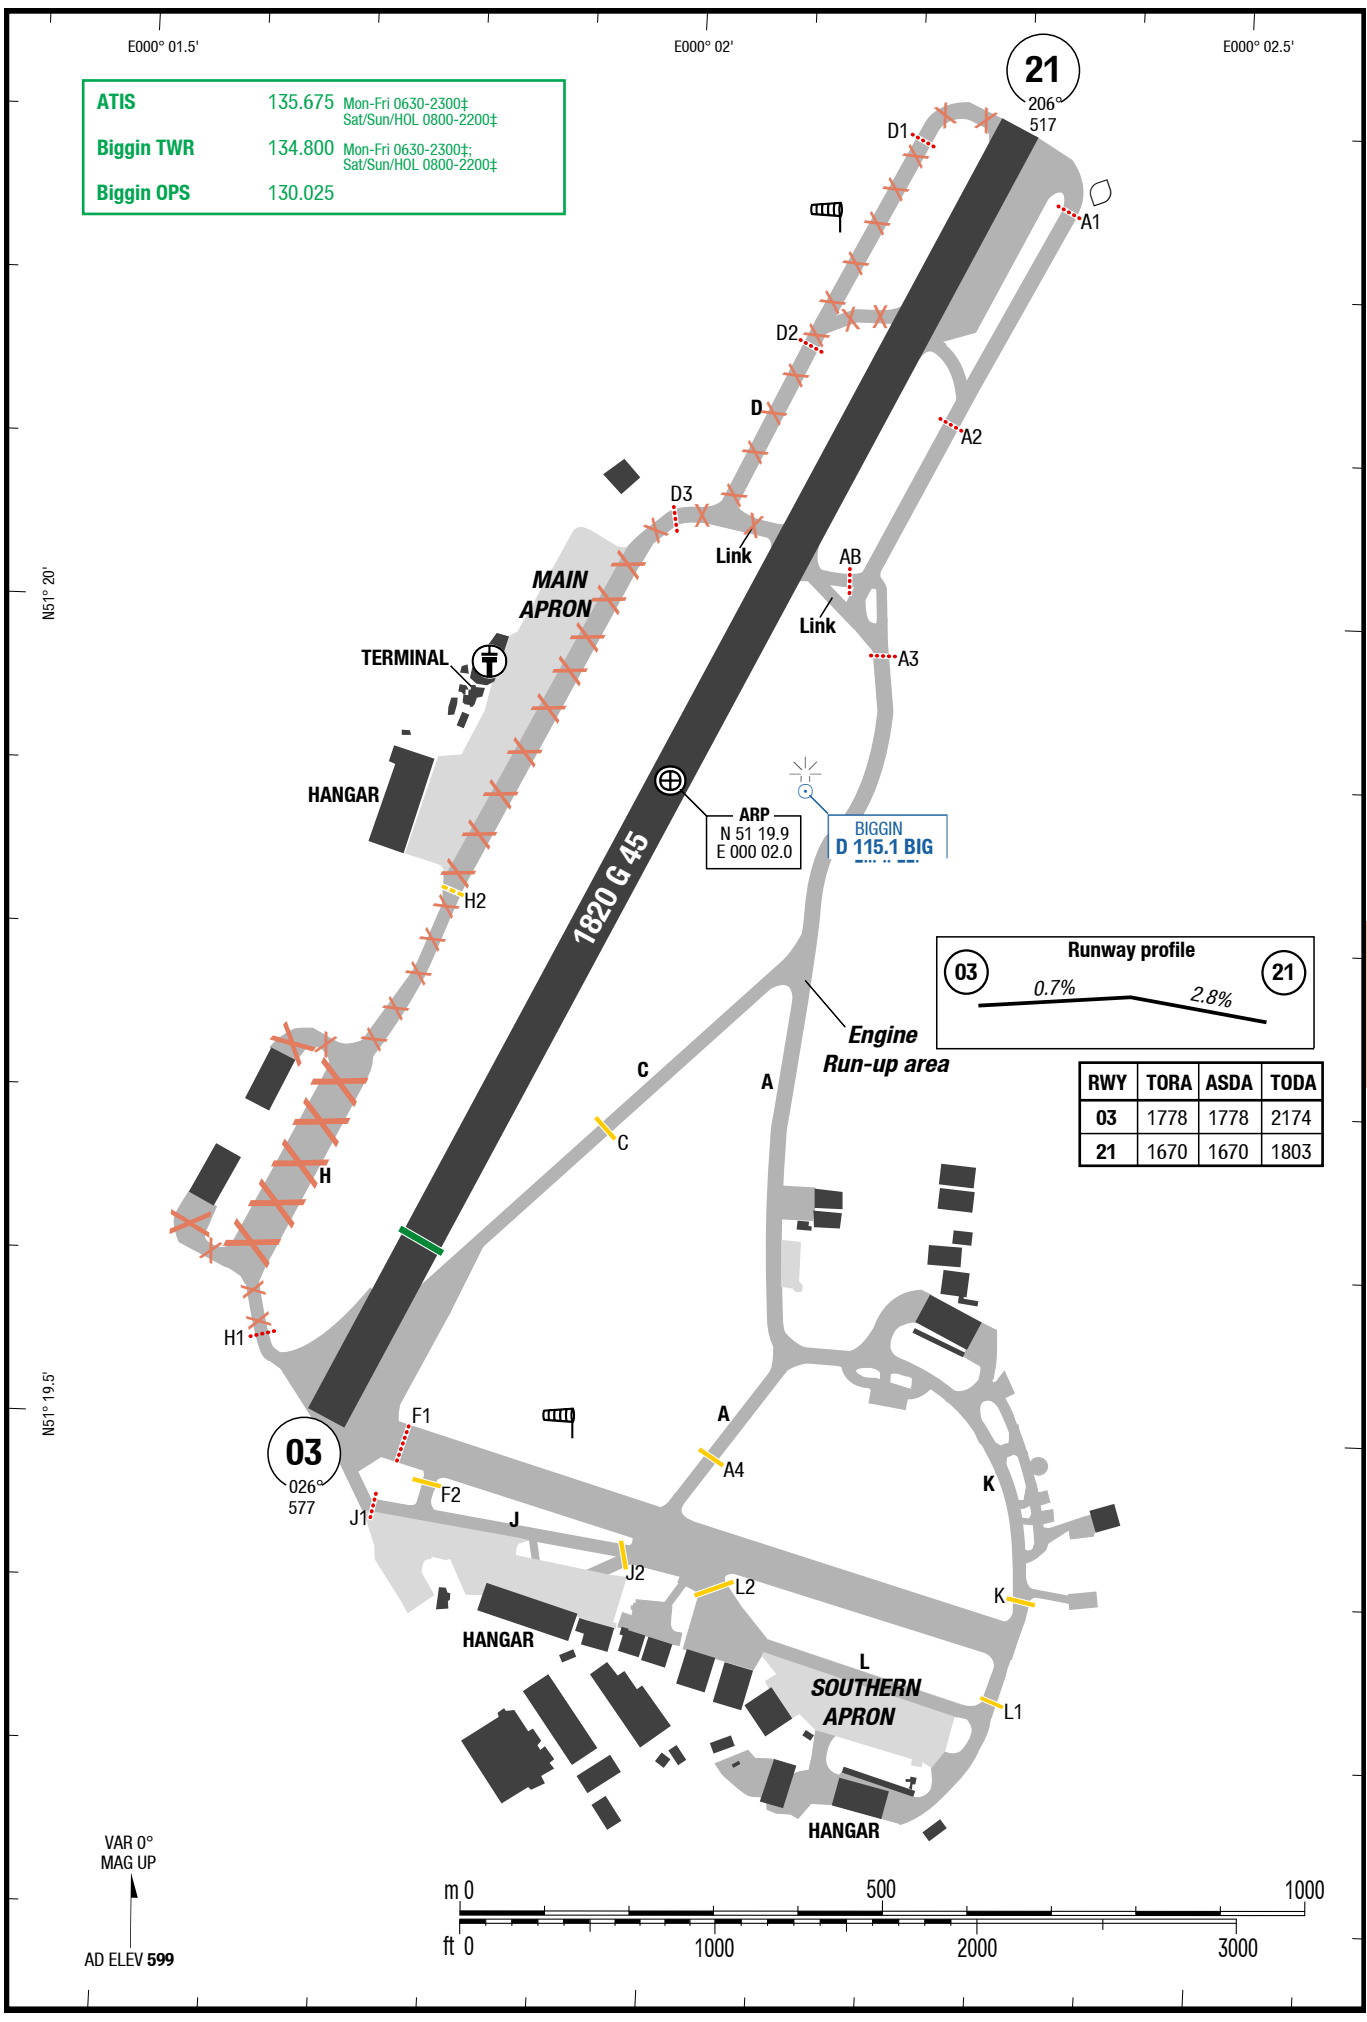 E000° 01.5'
E000° 02'
E000° 02.5'
21
206°
517
ATIS 135.675 Mon-Fri 0630-2300‡
Sat/Sun/HOL 0800-2200‡
Biggin TWR 134.800 Mon-Fri 0630-2300‡;
Sat/Sun/HOL 0800-2200‡
Biggin OPS 130.025
D1
A1
D2
D
A2
D3
Link
AB
N51° 20'
MAIN
APRON
Link
TERMINAL
A3
HANGAR
ARP
N 51 19.9
E 000 02.0
BIGGIN
D 115.1 BIG
1820 G 45
H2
Runway profile
03
0.7%
2.8%
21
Engine
Run-up area
C
A
RWY TORA ASDA TODA
03 1778 1778 2174
21 1670 1670 1803
C
H
H1
N51° 19.5'
F1
A
03
026°
577
A4
K
F2
J1
J
J2
L2
K
HANGAR
L
SOUTHERN
APRON
L1
HANGAR
VAR 0°
MAG UP
AD ELEV 599
m 0 500 1000
ft 0 1000 2000 3000